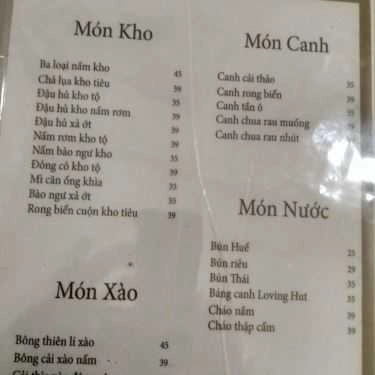 Món Kho
Ba loại nấm kho 45
Chả lụa kho tiêu 39
Đậu hủ kho tộ 35
Đậu hủ kho nấm rơm 39
Đậu hủ xả ớt 35
Nấm rơm kho tộ 39
Nấm bào ngư kho 35
Đông cô kho tộ 39
Mì căn ống khìa 35
Bào ngư xả ớt 35
Rong biển cuộn kho tiêu 39
Món Xào
Bông thiên lí xào 45
Bông cải xào nấm 39
Món Canh
Canh cải thảo 35
Canh rong biển 35
Canh tần ô 35
Canh chua rau muống 39
Canh chua rau nhút 39
Món Nước
Bún Huế 25
Bún riêu 29
Bún Thái 35
Bánh canh Loving Hut 35
Cháo nấm 39
Cháo thập cẩm 39